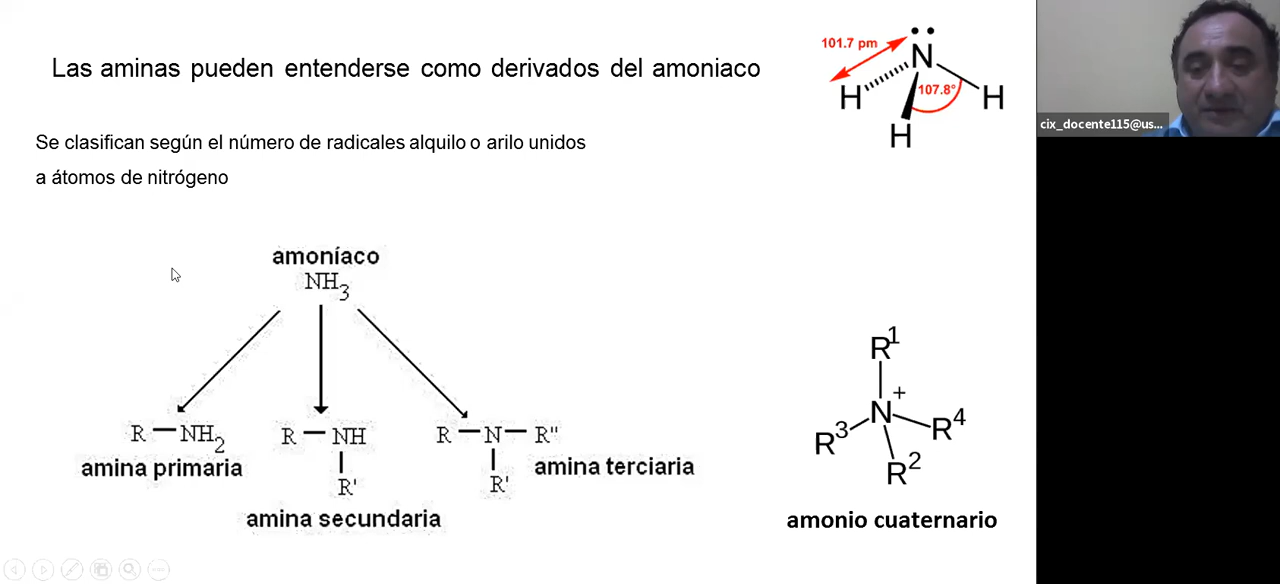 Las aminas pueden entenderse como derivados del amoniaco
101.7 pm
N
107.8°
H
H
H
cix_docente115@us...
Se clasifican según el número de radicales alquilo o arilo unidos
a átomos de nitrógeno
amoníaco
NH3
R — NH2
R — NH
R'
R — N — R"
R'
amina primaria
amina secundaria
amina terciaria
R1
N+
R3
R4
R2
amonio cuaternario